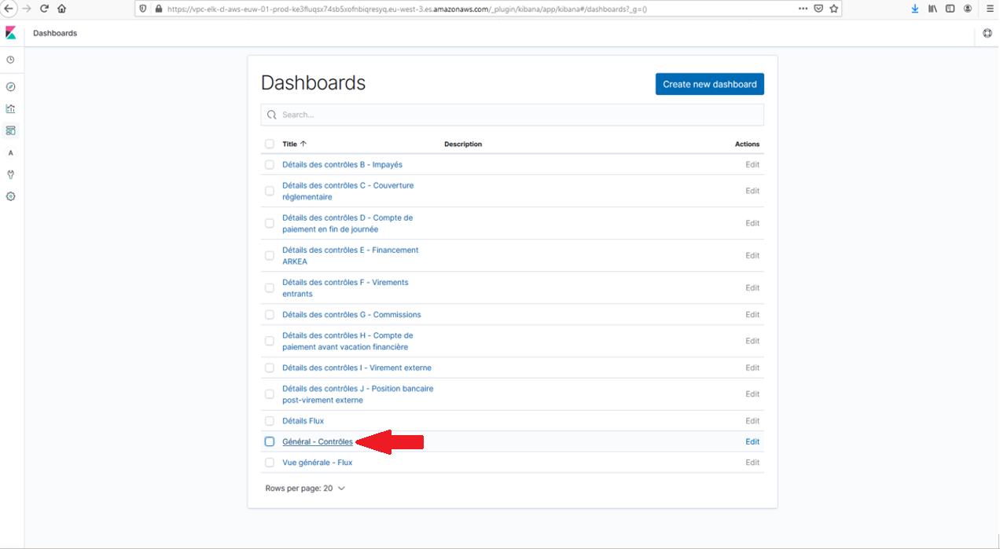 https://vpc-elk-cl-aws-euw-01-prod-ke3fluqsx74sb5xofnbiqresyq.eu-west-3.es.amazonaws.com/_plugin/kibana/app/kibana#/dashboards?_g=()
Dashboards
Dashboards
Create new dashboard
Search...
Title Description Actions
Détails des contrôles B - Impayés Edit
Détails des contrôles C - Couverture
réglementaire Edit
Détails des contrôles D - Compte de
paiement en fin de journée Edit
Détails des contrôles E - Financement
ARKEA Edit
Détails des contrôles F - Virements
entrants Edit
Détails des contrôles G - Commissions Edit
Détails des contrôles H - Compte de
paiement avant vacation financière Edit
Détails des contrôles I - Virement externe Edit
Détails des contrôles J - Position bancaire
post-virement externe Edit
Détails Flux Edit
Général - Contrôles Edit
Vue générale - Flux Edit
Rows per page: 20